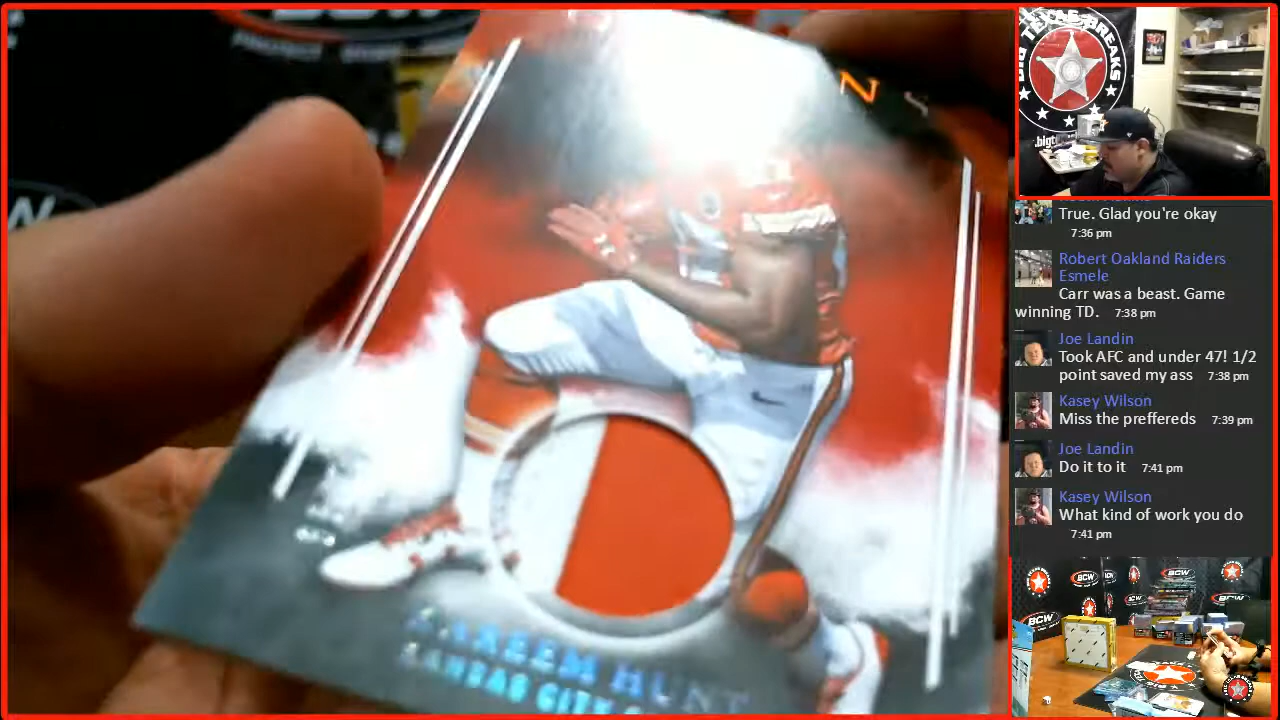 N S
KAREEM HUNT
KANSAS CITY
BIG TEXAS BREAKS
.bigt
True. Glad you're okay
7:36 pm
Robert Oakland Raiders
Esmele
Carr was a beast. Game
winning TD. 7:38 pm
Joe Landin
Took AFC and under 47! 1/2
point saved my ass 7:38 pm
Kasey Wilson
Miss the preffereds 7:39 pm
Joe Landin
Do it to it 7:41 pm
Kasey Wilson
What kind of work you do
7:41 pm
BCW
BCW
BCW